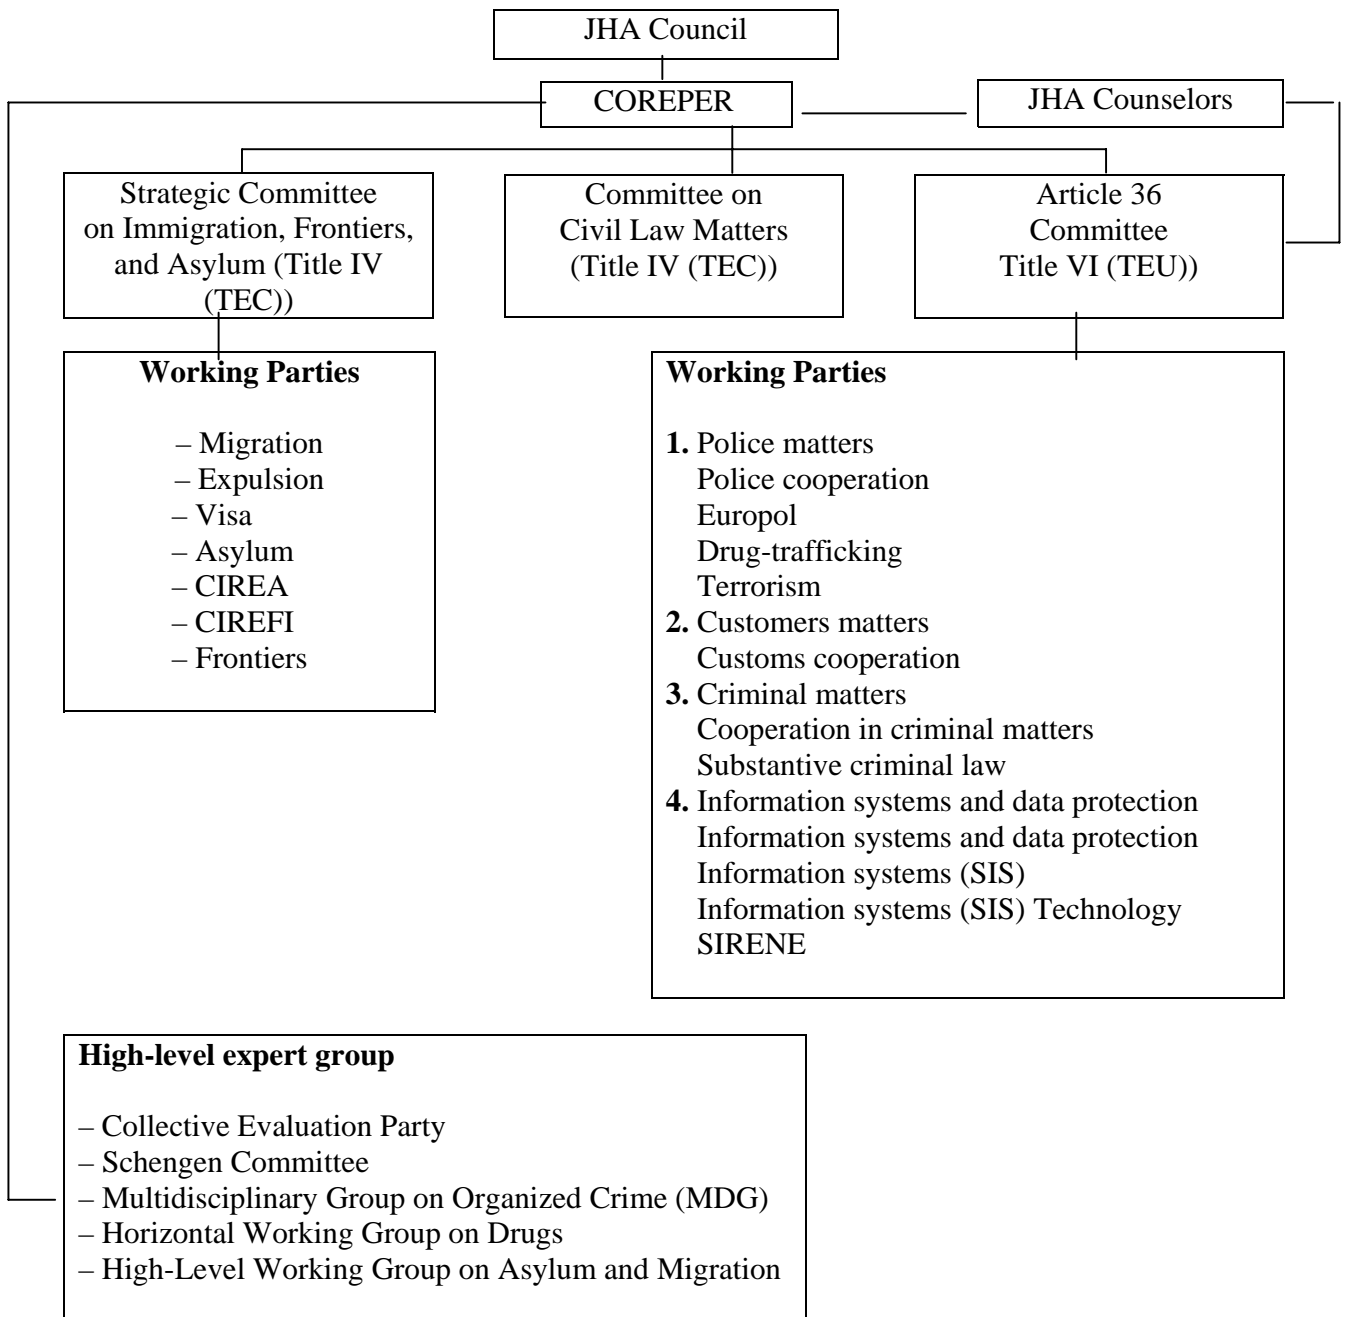 JHA Council
COREPER
JHA Counselors
Strategic Committee
on Immigration, Frontiers,
and Asylum (Title IV
(TEC))
Committee on
Civil Law Matters
(Title IV (TEC))
Article 36
Committee
Title VI (TEU))
Working Parties
– Migration
– Expulsion
– Visa
– Asylum
– CIREA
– CIREFI
– Frontiers
Working Parties
1. Police matters
Police cooperation
Europol
Drug-trafficking
Terrorism
2. Customers matters
Customs cooperation
3. Criminal matters
Cooperation in criminal matters
Substantive criminal law
4. Information systems and data protection
Information systems and data protection
Information systems (SIS)
Information systems (SIS) Technology
SIRENE
High-level expert group
– Collective Evaluation Party
– Schengen Committee
– Multidisciplinary Group on Organized Crime (MDG)
– Horizontal Working Group on Drugs
– High-Level Working Group on Asylum and Migration